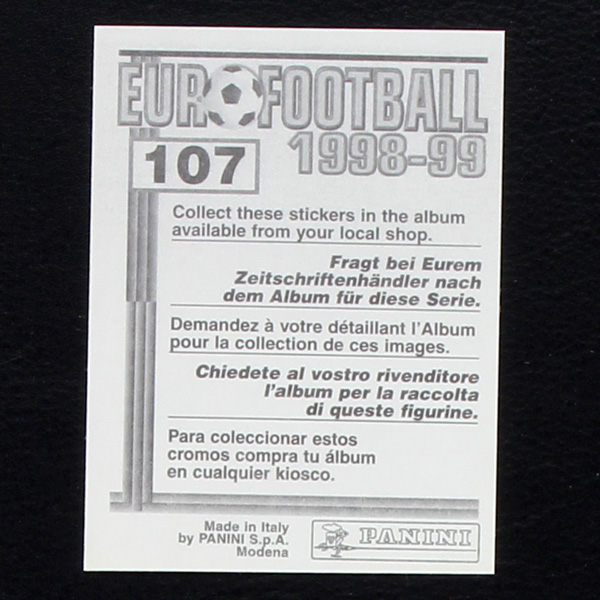 EUROFOOTBALL
1998-99
107
Collect these stickers in the album
available from your local shop.
Fragt bei Eurem
Zeitschriftenhändler nach
dem Album für diese Serie.
Demandez à votre détaillant l'Album
pour la collection de ces images.
Chiedete al vostro rivenditore
l'album per la raccolta
di queste figurine.
Para coleccionar estos
cromos compra tu álbum
en cualquier kiosco.
Made in Italy
by PANINI S.p.A.
Modena
PANINI